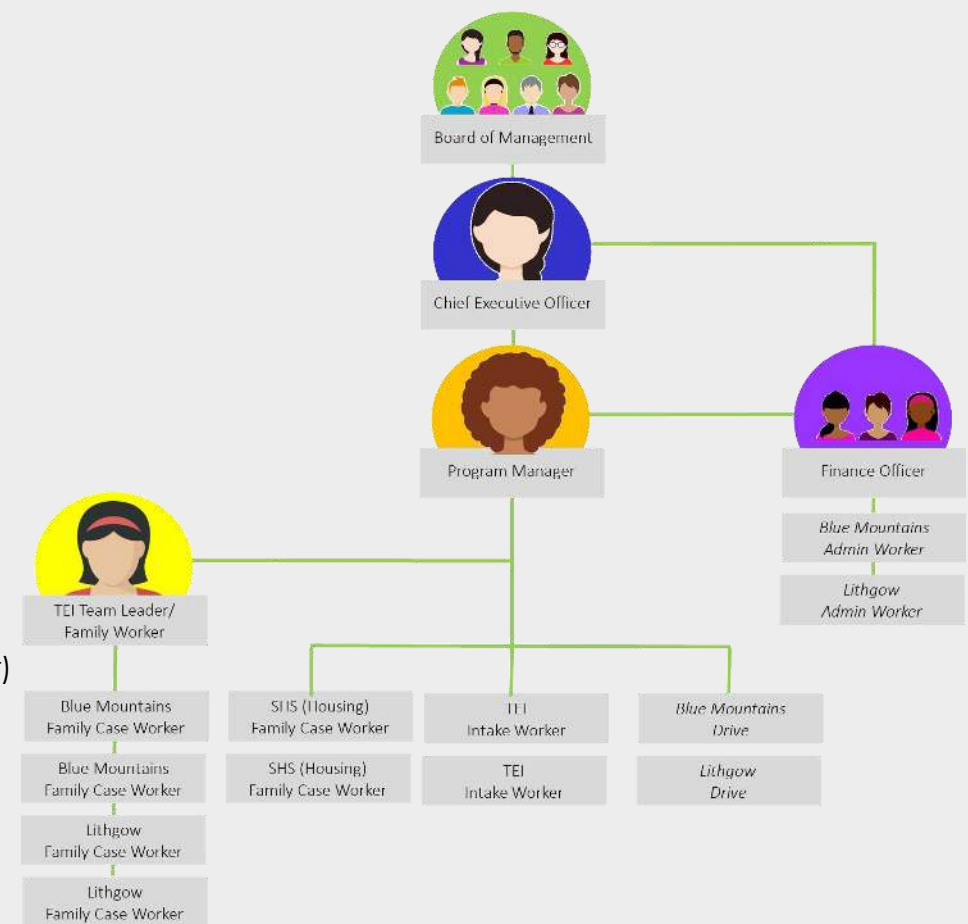 Board of Management
Chief Executive Officer
Program Manager
Finance Officer
Blue Mountains
Admin Worker
Lithgow
Admin Worker
TEI Team Leader/
Family Worker
)
Blue Mountains
Family Case Worker
Blue Mountains
Family Case Worker
Lithgow
Family Case Worker
Lithgow
Family Case Worker
SHS (Housing)
Family Case Worker
SHS (Housing)
Family Case Worker
TEI
Intake Worker
TEI
Intake Worker
Blue Mountains
Drive
Lithgow
Drive